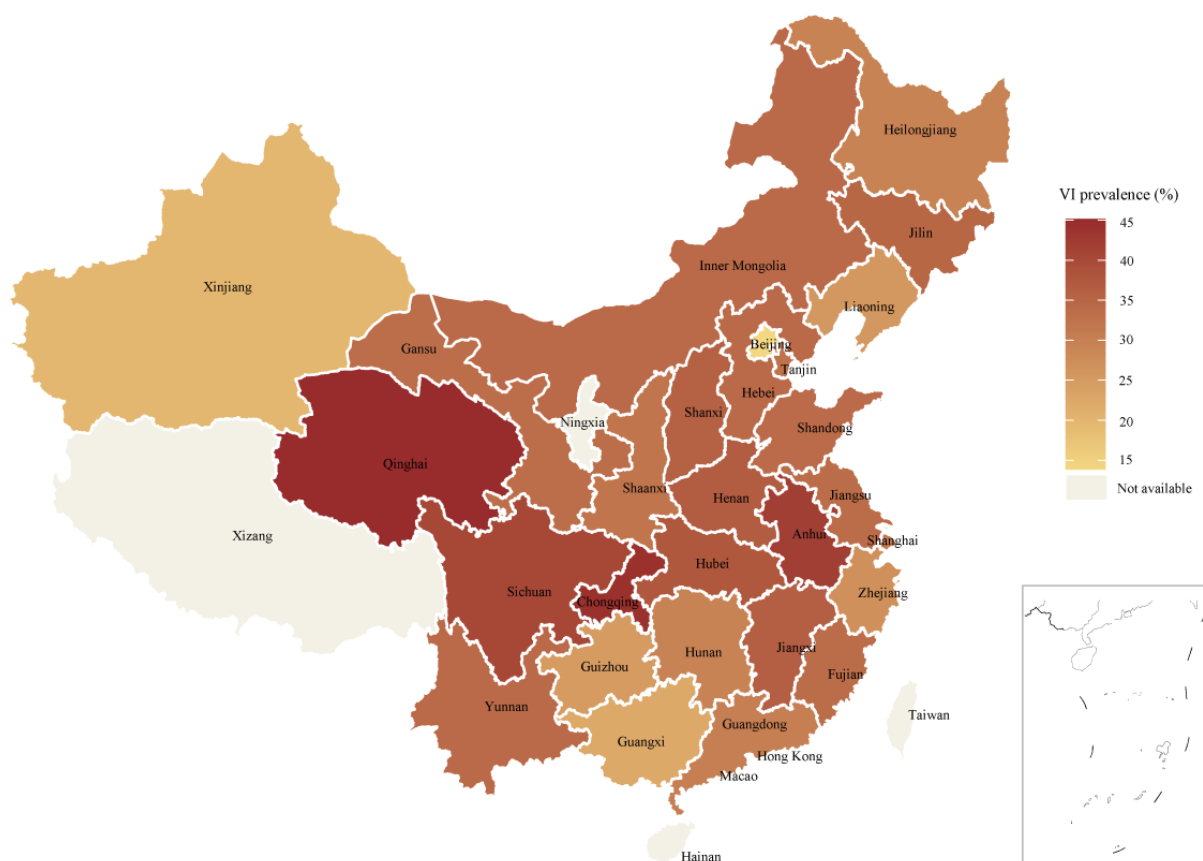 Heilongjiang
Jilin
Inner Mongolia
Xinjiang
Liaoning
Beijing
Gansu
Tanjin
Hebei
Shanxi
Ningxia
Shandong
Qinghai
Shaanxi
Henan
Jiangsu
Xizang
Anhui
Shanghai
Hubei
Sichuan
Zhejiang
Chongqing
Jiangxi
Hunan
Guizhou
Fujian
Yunnan
Taiwan
Guangdong
Guangxi
Hong Kong
Macao
Hainan
VI prevalence (%)
45
40
35
30
25
20
15
Not available